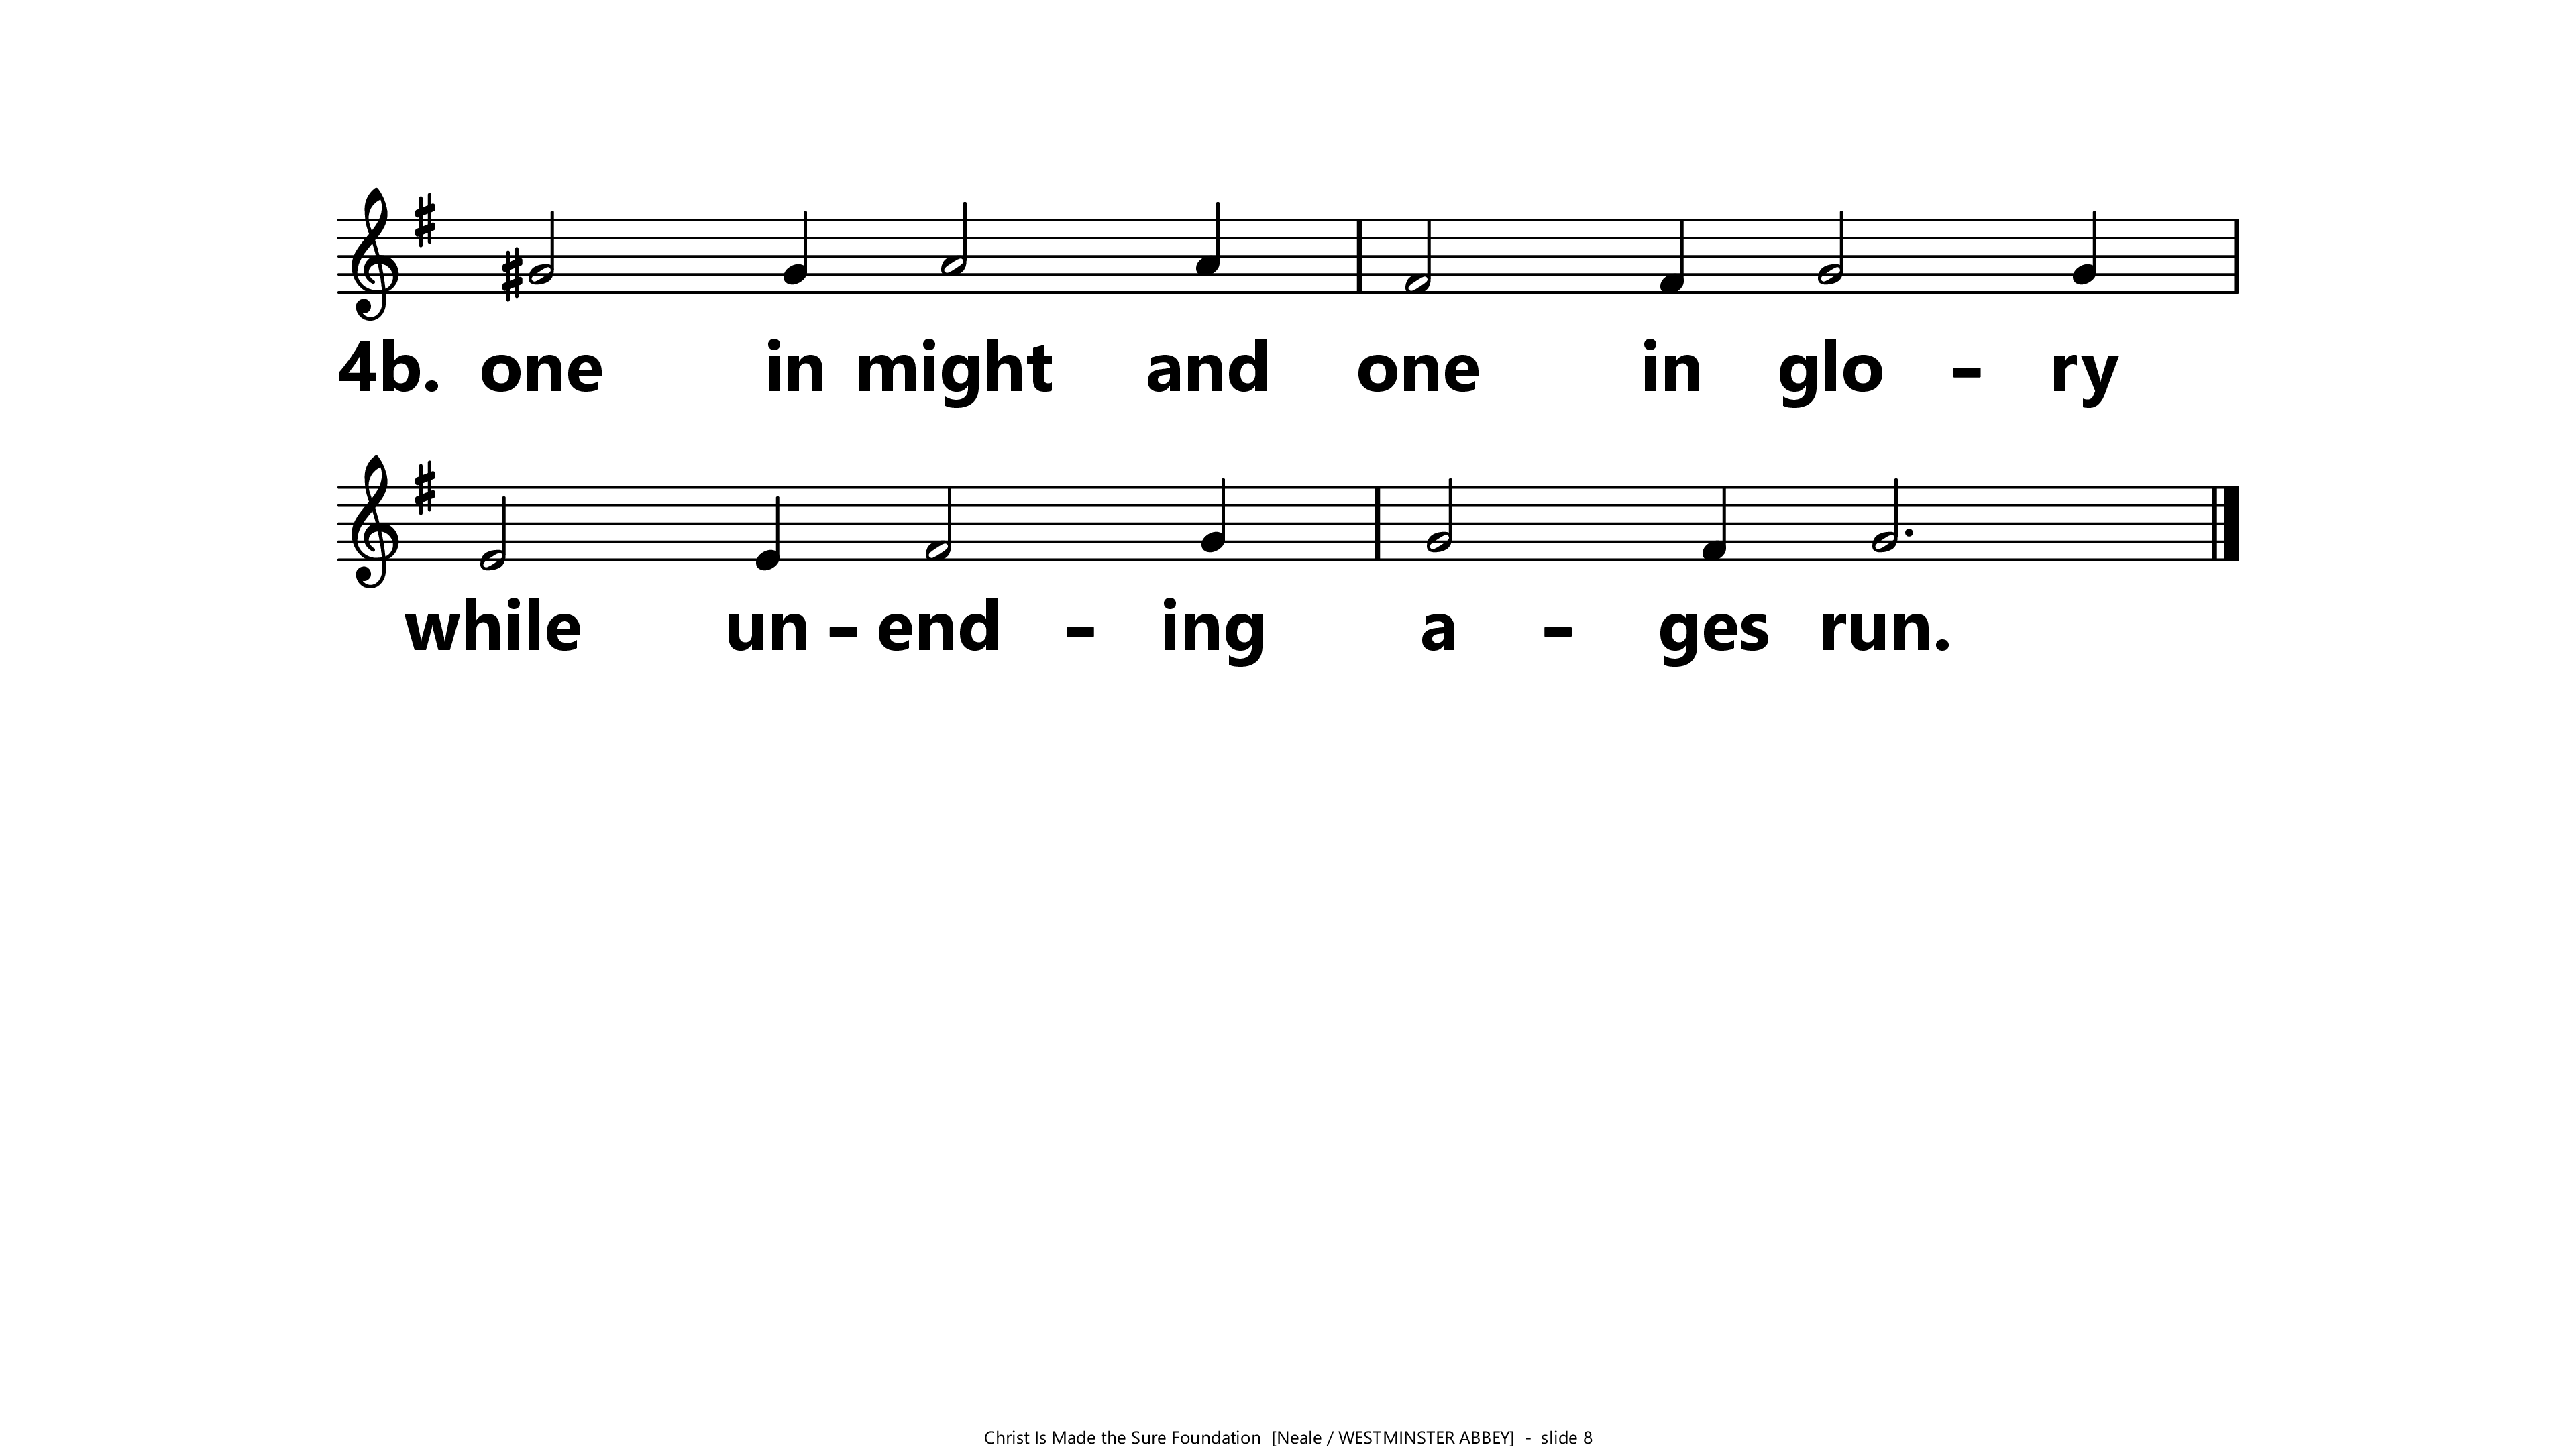 4b. one in might and one in glo - ry
while un - end - ing a - ges run.
Christ Is Made the Sure Foundation [Neale / WESTMINSTER ABBEY] - slide 8